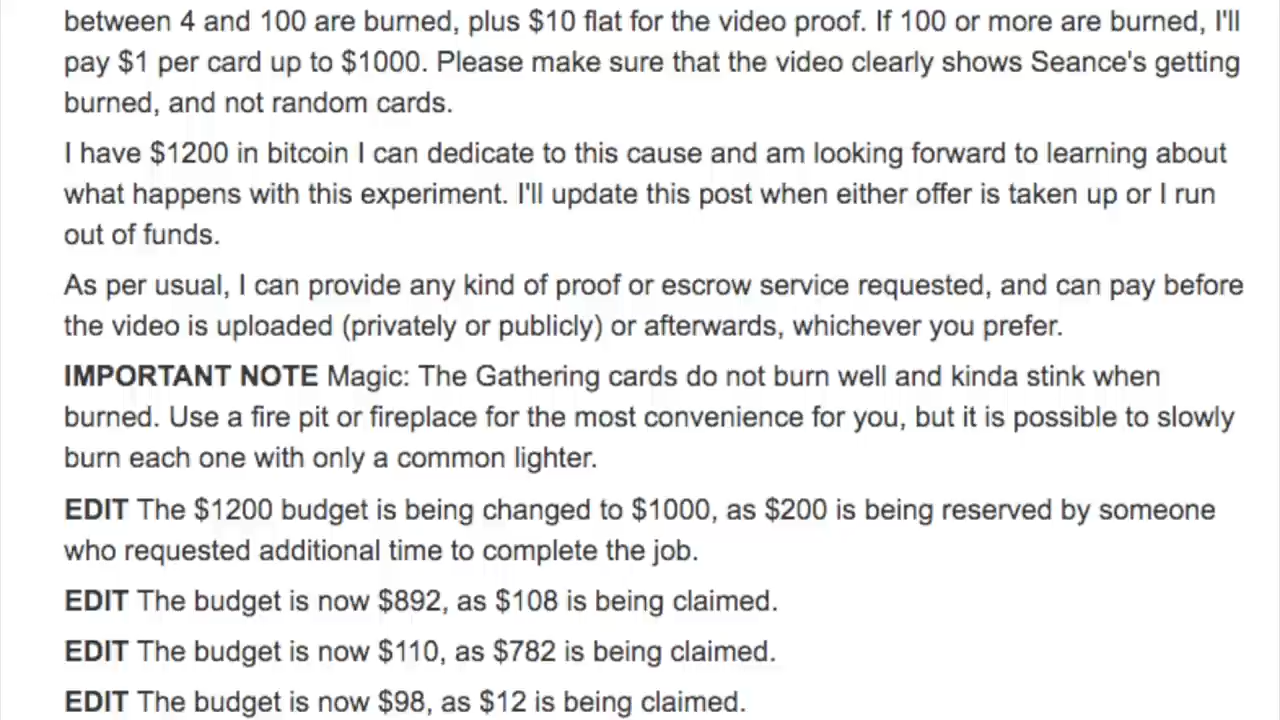 between 4 and 100 are burned, plus $10 flat for the video proof. If 100 or more are burned, I'll
pay $1 per card up to $1000. Please make sure that the video clearly shows Seance's getting
burned, and not random cards.
I have $1200 in bitcoin I can dedicate to this cause and am looking forward to learning about
what happens with this experiment. I'll update this post when either offer is taken up or I run
out of funds.
As per usual, I can provide any kind of proof or escrow service requested, and can pay before
the video is uploaded (privately or publicly) or afterwards, whichever you prefer.
IMPORTANT NOTE Magic: The Gathering cards do not burn well and kinda stink when
burned. Use a fire pit or fireplace for the most convenience for you, but it is possible to slowly
burn each one with only a common lighter.
EDIT The $1200 budget is being changed to $1000, as $200 is being reserved by someone
who requested additional time to complete the job.
EDIT The budget is now $892, as $108 is being claimed.
EDIT The budget is now $110, as $782 is being claimed.
EDIT The budget is now $98, as $12 is being claimed.